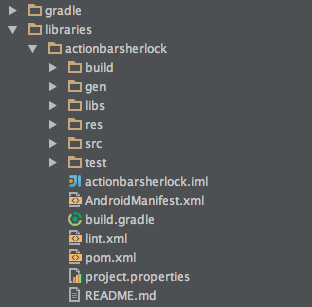 gradle
libraries
actionbarsherlock
build
gen
libs
res
src
test
actionbarsherlock.iml
AndroidManifest.xml
build.gradle
lint.xml
pom.xml
project.properties
README.md